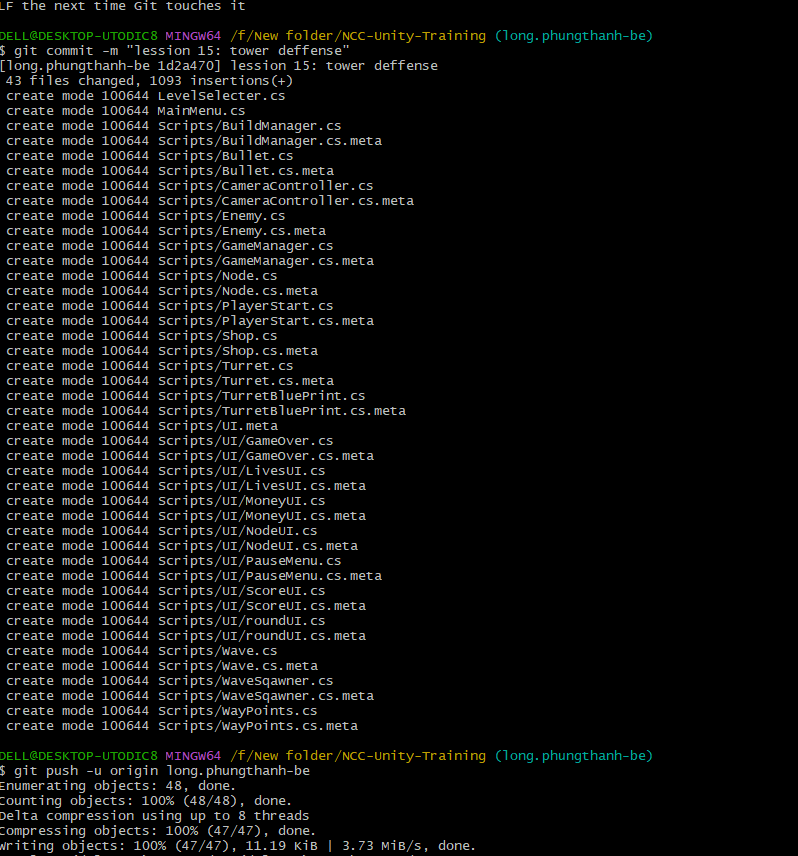 LF the next time Git touches it
DELL@DESKTOP-UTODIC8 MINGW64 /f/New folder/NCC-Unity-Training (long.phungthanh-be)
$ git commit -m "lession 15: tower deffense"
[long.phungthanh-be 1d2a470] lession 15: tower deffense
43 files changed, 1093 insertions(+)
create mode 100644 LevelSelecter.cs
create mode 100644 MainMenu.cs
create mode 100644 Scripts/BuildManager.cs
create mode 100644 Scripts/BuildManager.cs.meta
create mode 100644 Scripts/Bullet.cs
create mode 100644 Scripts/Bullet.cs.meta
create mode 100644 Scripts/CameraController.cs
create mode 100644 Scripts/CameraController.cs.meta
create mode 100644 Scripts/Enemy.cs
create mode 100644 Scripts/Enemy.cs.meta
create mode 100644 Scripts/GameManager.cs
create mode 100644 Scripts/GameManager.cs.meta
create mode 100644 Scripts/Node.cs
create mode 100644 Scripts/Node.cs.meta
create mode 100644 Scripts/PlayerStart.cs
create mode 100644 Scripts/PlayerStart.cs.meta
create mode 100644 Scripts/Shop.cs
create mode 100644 Scripts/Shop.cs.meta
create mode 100644 Scripts/Turret.cs
create mode 100644 Scripts/Turret.cs.meta
create mode 100644 Scripts/TurretBluePrint.cs
create mode 100644 Scripts/TurretBluePrint.cs.meta
create mode 100644 Scripts/UI.meta
create mode 100644 Scripts/UI/GameOver.cs
create mode 100644 Scripts/UI/GameOver.cs.meta
create mode 100644 Scripts/UI/LivesUI.cs
create mode 100644 Scripts/UI/LivesUI.cs.meta
create mode 100644 Scripts/UI/MoneyUI.cs
create mode 100644 Scripts/UI/MoneyUI.cs.meta
create mode 100644 Scripts/UI/NodeUI.cs
create mode 100644 Scripts/UI/NodeUI.cs.meta
create mode 100644 Scripts/UI/PauseMenu.cs
create mode 100644 Scripts/UI/PauseMenu.cs.meta
create mode 100644 Scripts/UI/ScoreUI.cs
create mode 100644 Scripts/UI/ScoreUI.cs.meta
create mode 100644 Scripts/UI/roundUI.cs
create mode 100644 Scripts/UI/roundUI.cs.meta
create mode 100644 Scripts/Wave.cs
create mode 100644 Scripts/Wave.cs.meta
create mode 100644 Scripts/WaveSqawner.cs
create mode 100644 Scripts/WaveSqawner.cs.meta
create mode 100644 Scripts/WayPoints.cs
create mode 100644 Scripts/WayPoints.cs.meta
DELL@DESKTOP-UTODIC8 MINGW64 /f/New folder/NCC-Unity-Training (long.phungthanh-be)
$ git push -u origin long.phungthanh-be
Enumerating objects: 48, done.
Counting objects: 100% (48/48), done.
Delta compression using up to 8 threads
Compressing objects: 100% (47/47), done.
Writing objects: 100% (47/47), 11.19 KiB | 3.73 MiB/s, done.